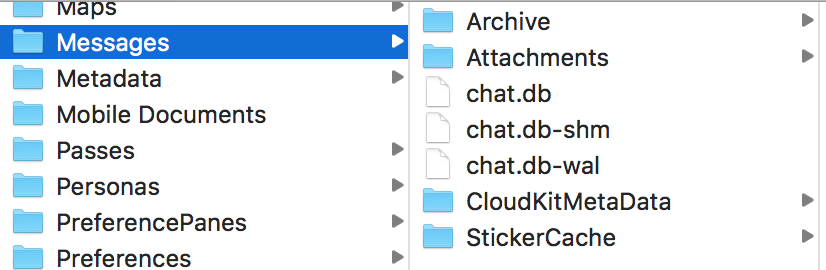 Maps
Messages
Metadata
Mobile Documents
Passes
Personas
PreferencePanes
Preferences
Archive
Attachments
chat.db
chat.db-shm
chat.db-wal
CloudKitMetaData
StickerCache